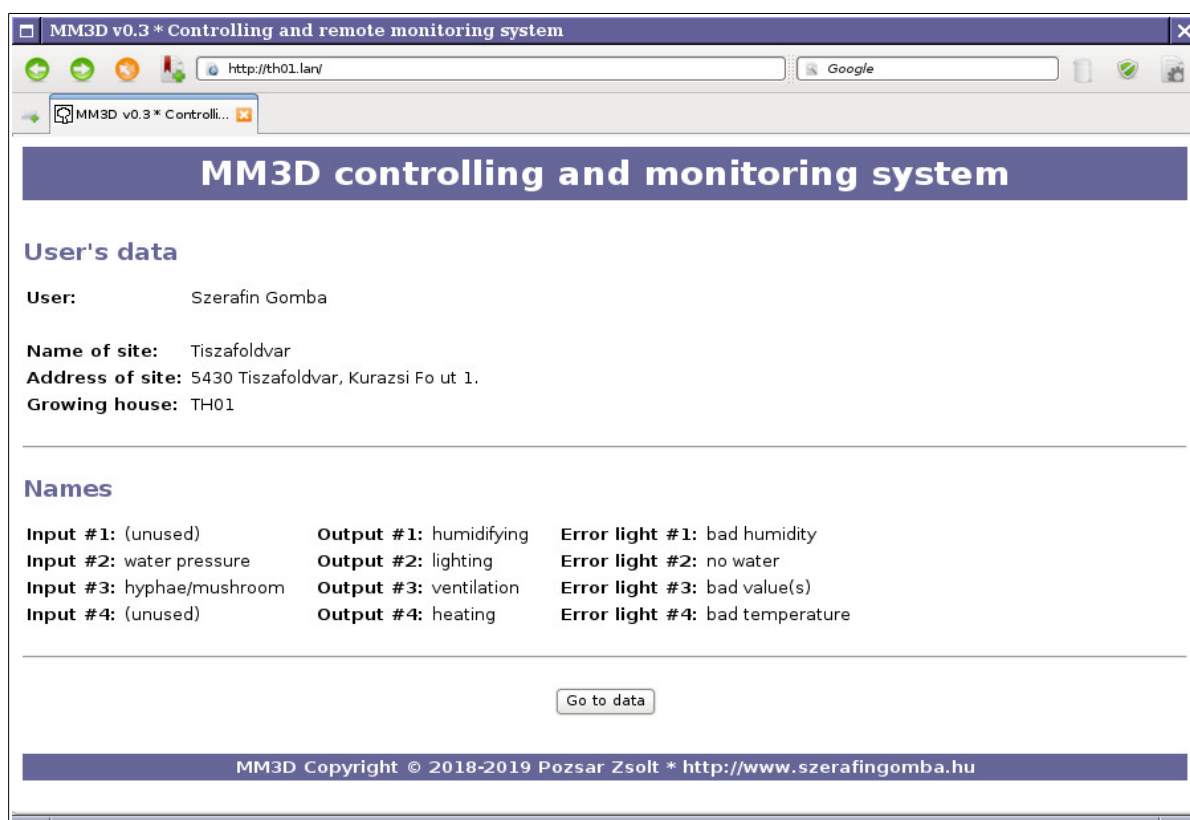 MM3D v0.3 * Controlling and remote monitoring system
http://th01.lan/
Google
MM3D v0.3 * Controlli...
MM3D controlling and monitoring system
User's data
User: Szerafin Gomba
Name of site: Tiszafoldvar
Address of site: 5430 Tiszafoldvar, Kurazsi Fo ut 1.
Growing house: TH01
Names
Input #1: (unused) Output #1: humidifying Error light #1: bad humidity
Input #2: water pressure Output #2: lighting Error light #2: no water
Input #3: hyphae/mushroom Output #3: ventilation Error light #3: bad value(s)
Input #4: (unused) Output #4: heating Error light #4: bad temperature
Go to data
MM3D Copyright © 2018-2019 Pozsar Zsolt * http://www.szerafingomba.hu